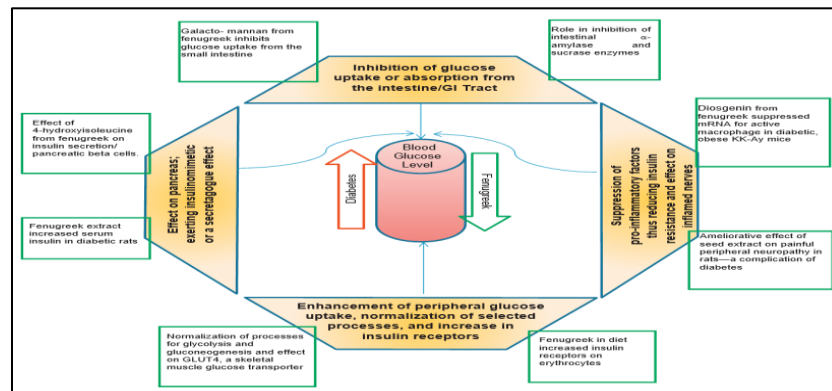 Galacto- mannan from
fenugreek inhibits
glucose uptake from the
small intestine
Role in inhibition of
intestinal α-
amylase and
sucrase enzymes
Inhibition of glucose
uptake or absorption from
the intestine/GI Tract
Effect of
4-hydroxyisoleucine
from fenugreek on
insulin secretion/
pancreatic beta cells.
Fenugreek extract
increased serum
insulin in diabetic rats
Effect on pancreas;
exerting insulinomimetic
or a secretagogue effect
Diabetes
Blood
Glucose
Level
Fenugreek
Suppression of
pro-inflammatory factors
thus reducing insulin
resistance and effect on
inflamed nerves
Diosgenin from
fenugreek suppressed
mRNA for active
macrophage in diabetic,
obese KK-Ay mice
Ameliorative effect of
seed extract on painful
peripheral neuropathy in
rats—a complication of
diabetes
Enhancement of peripheral glucose
uptake, normalization of selected
processes, and increase in
insulin receptors
Normalization of processes
for glycolysis and
gluconeogenesis and effect
on GLUT4, a skeletal
muscle glucose transporter
Fenugreek in diet
increased insulin
receptors on
erythrocytes